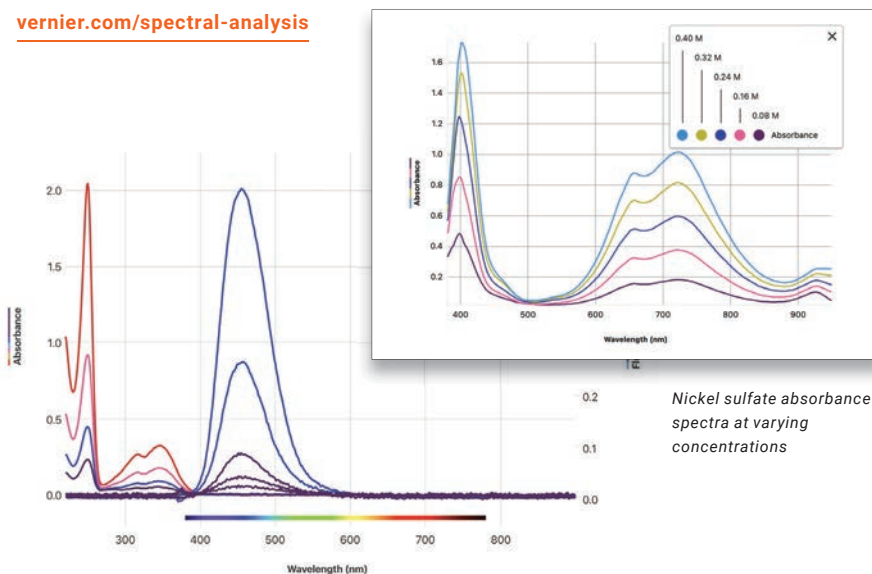 vernier.com/spectral-analysis
0.40 M
0.32 M
0.24 M
0.16 M
0.08 M
Absorbance
1.6
1.4
1.2
1.0
0.8
0.6
0.4
0.2
Absorbance
400
500
600
700
800
900
Wavelength (nm)
2.0
1.5
1.0
0.5
0.0
Absorbance
0.2
0.1
0.0
300
400
500
600
700
800
Wavelength (nm)
Nickel sulfate absorbance
spectra at varying
concentrations